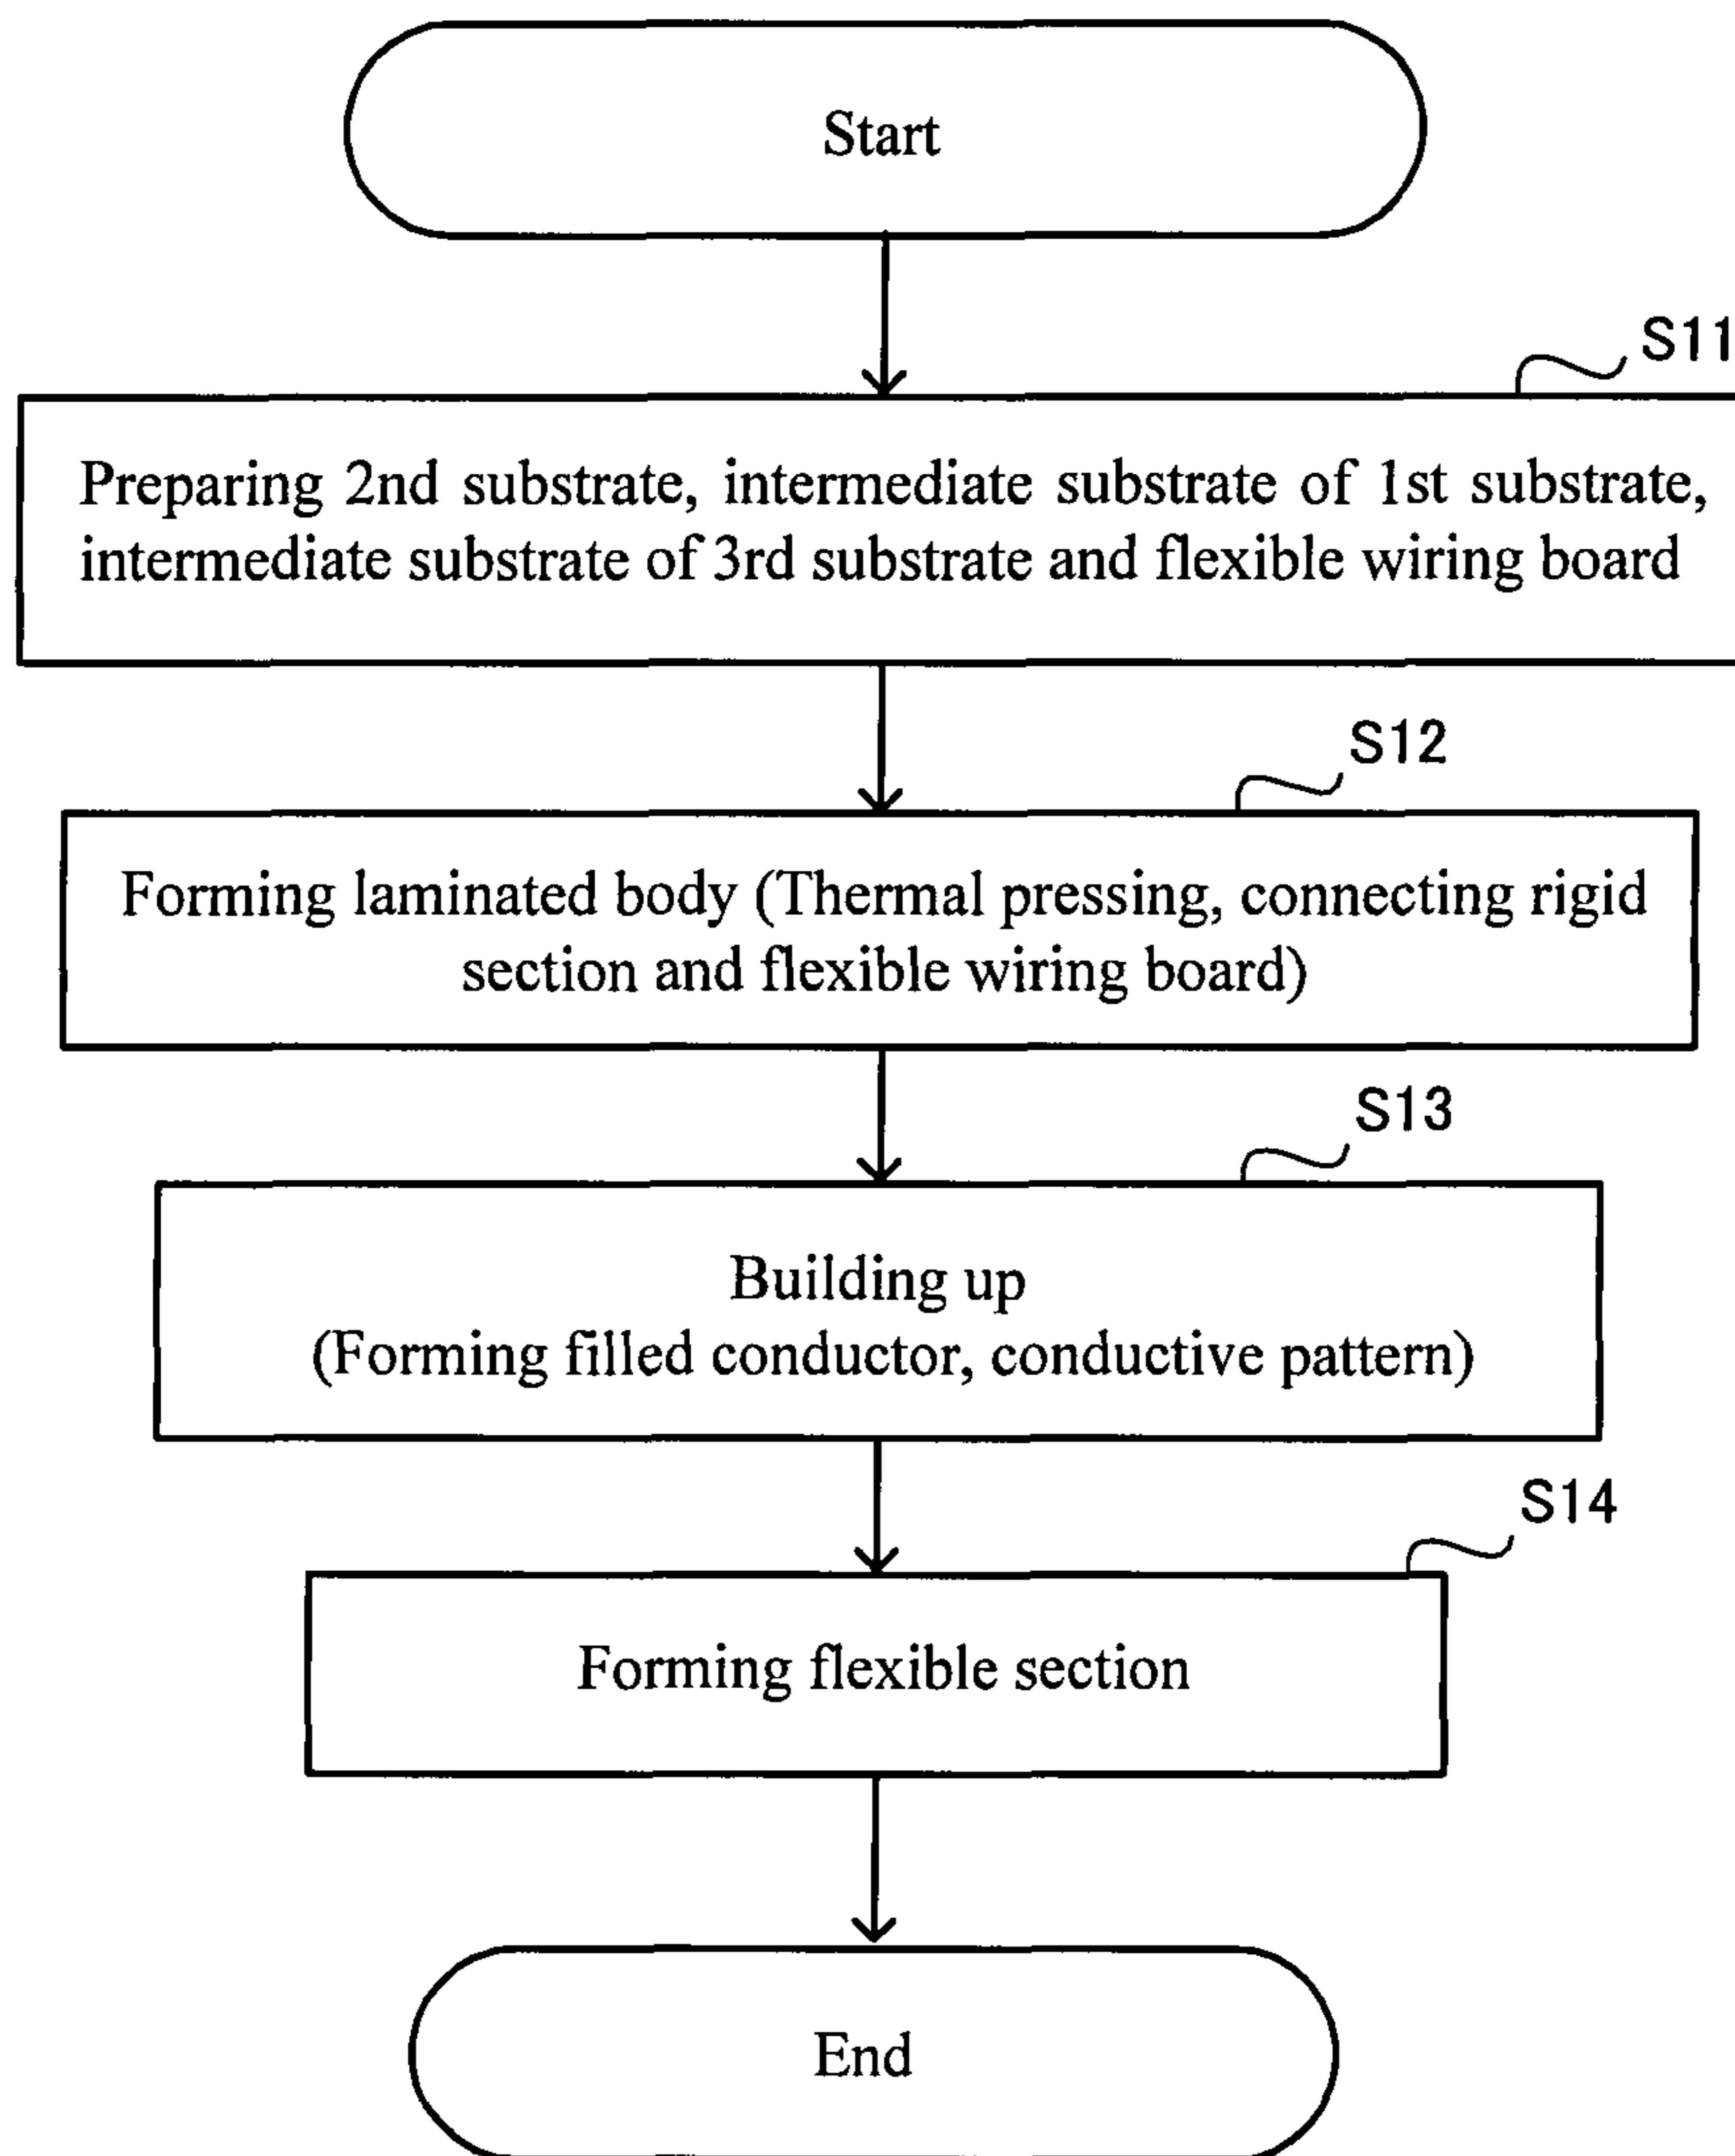 Start
S11
Preparing 2nd substrate, intermediate substrate of 1st substrate,
intermediate substrate of 3rd substrate and flexible wiring board
S12
Forming laminated body (Thermal pressing, connecting rigid
section and flexible wiring board)
S13
Building up
(Forming filled conductor, conductive pattern)
S14
Forming flexible section
End